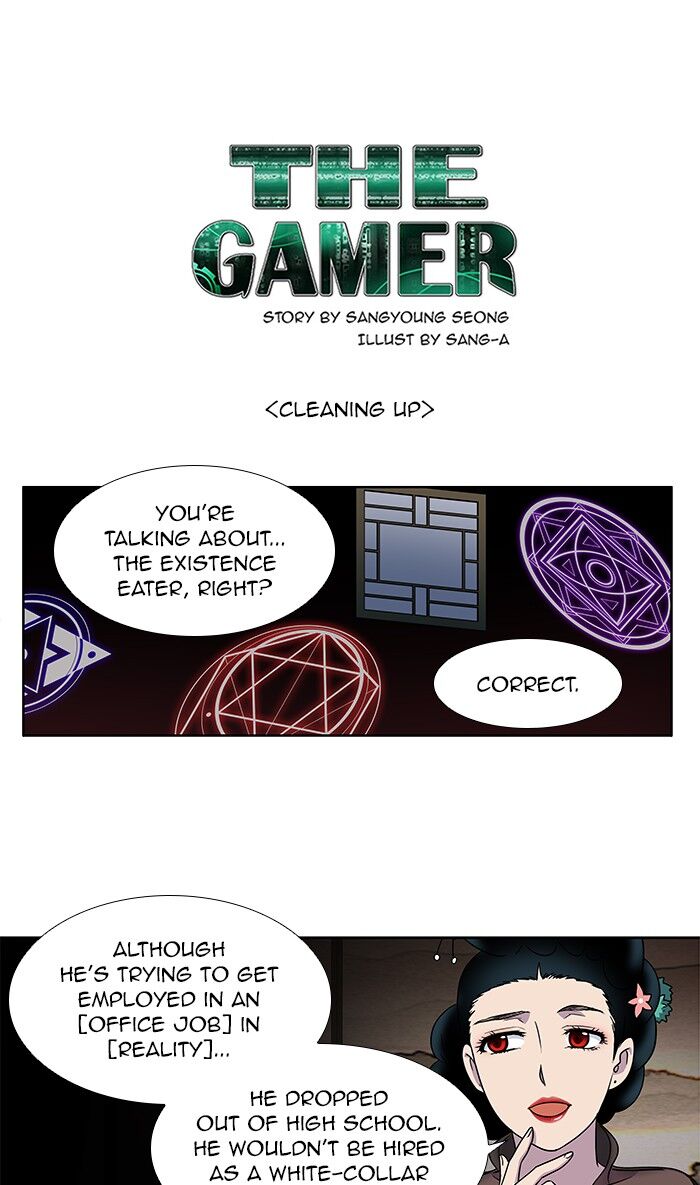 THE
GAMER
STORY BY SANGYOUNG SEONG
ILLUST BY SANG-A
<CLEANING UP>
YOU'RE
TALKING ABOUT...
THE EXISTENCE
EATER, RIGHT?
CORRECT.
ALTHOUGH
HE'S TRYING TO GET
EMPLOYED IN AN
[OFFICE JOB] IN
[REALITY]...
HE DROPPED
OUT OF HIGH SCHOOL.
HE WOULDN'T BE HIRED
AS A WHITE-COLLAR